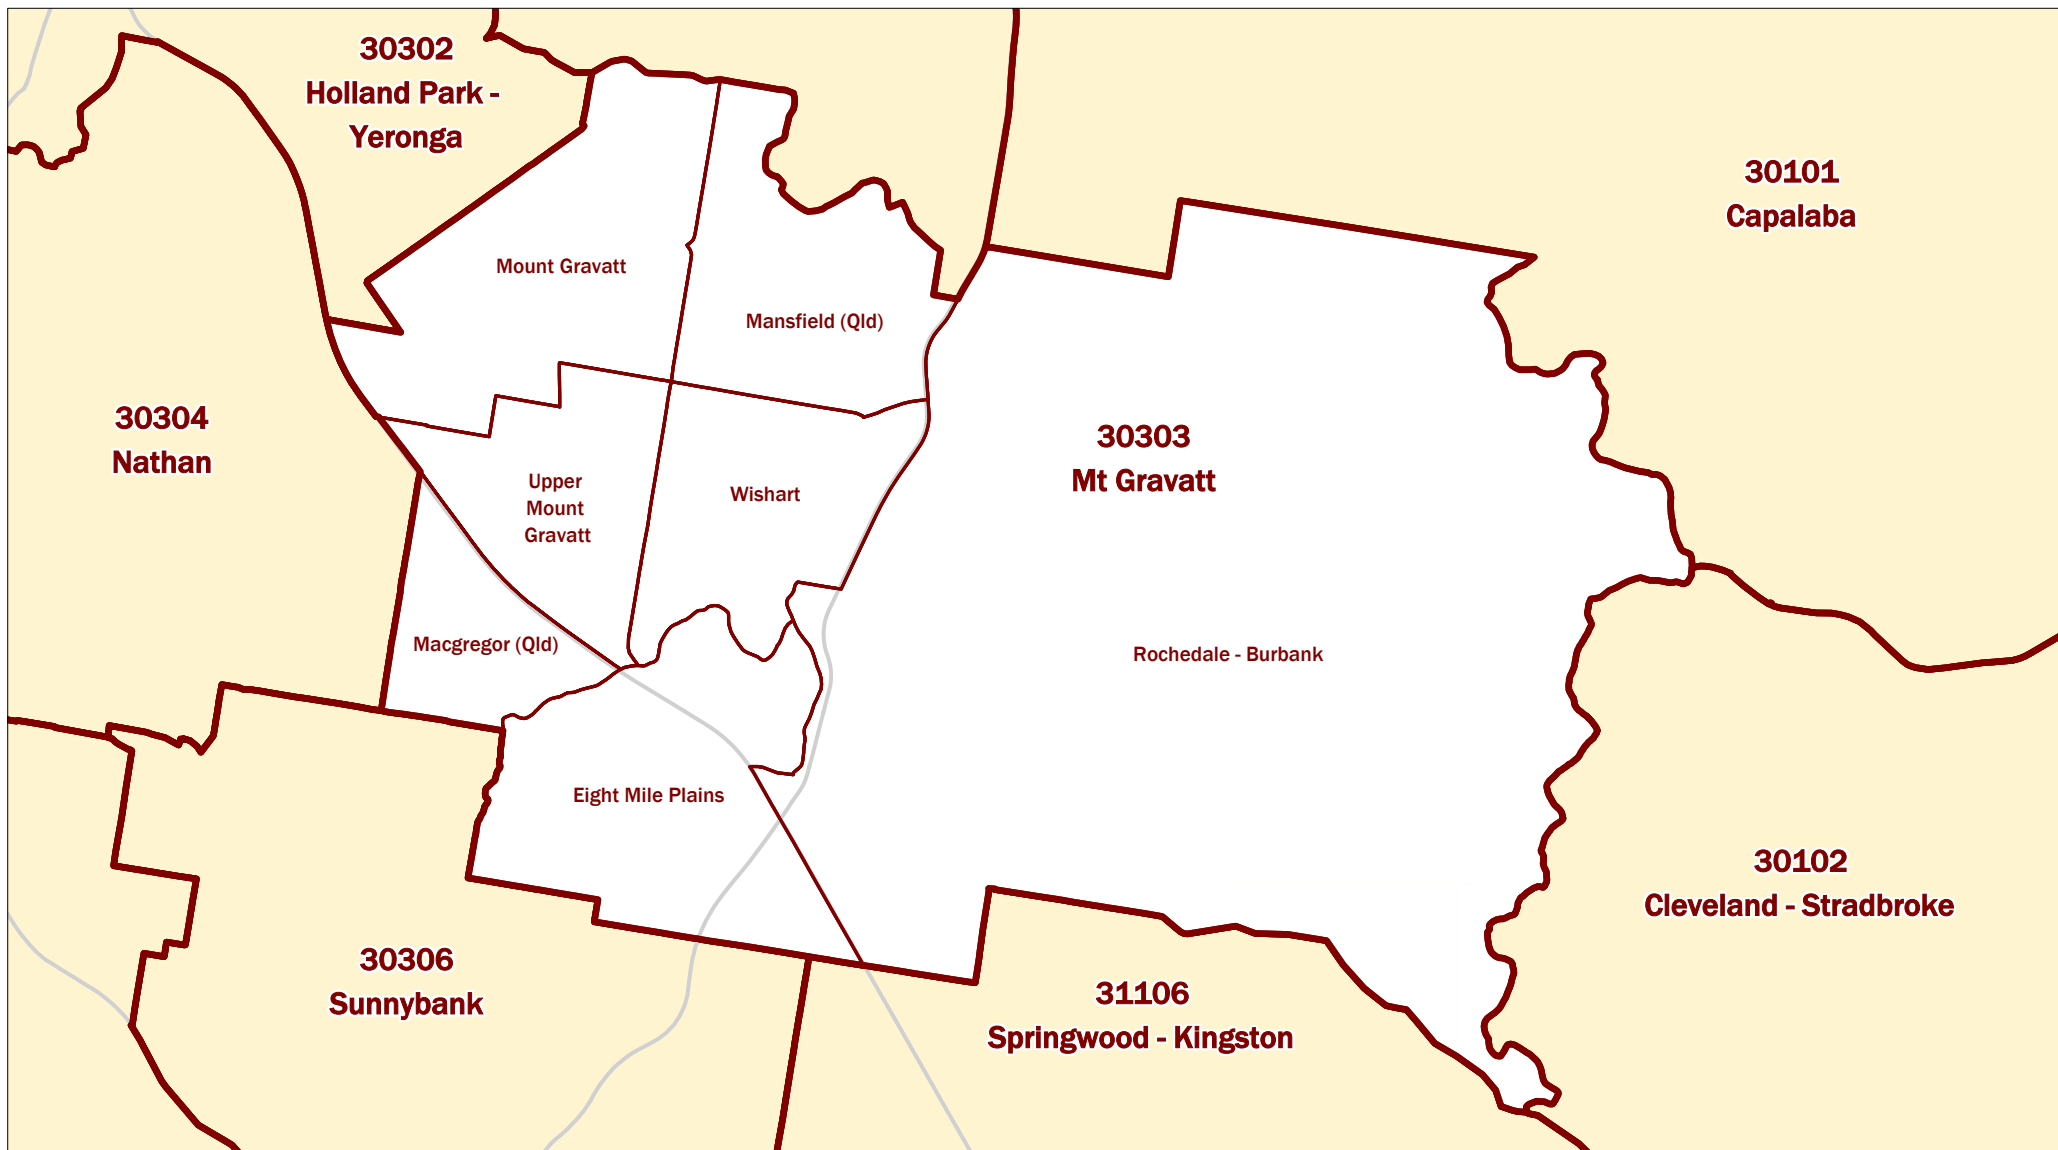 30302
Holland Park -
Yeronga
30101
Capalaba
Mount Gravatt
Mansfield (Qld)
30304
Nathan
30303
Mt Gravatt
Upper
Mount
Gravatt
Wishart
Macgregor (Qld)
Rochedale - Burbank
Eight Mile Plains
30102
Cleveland - Stradbroke
30306
Sunnybank
31106
Springwood - Kingston